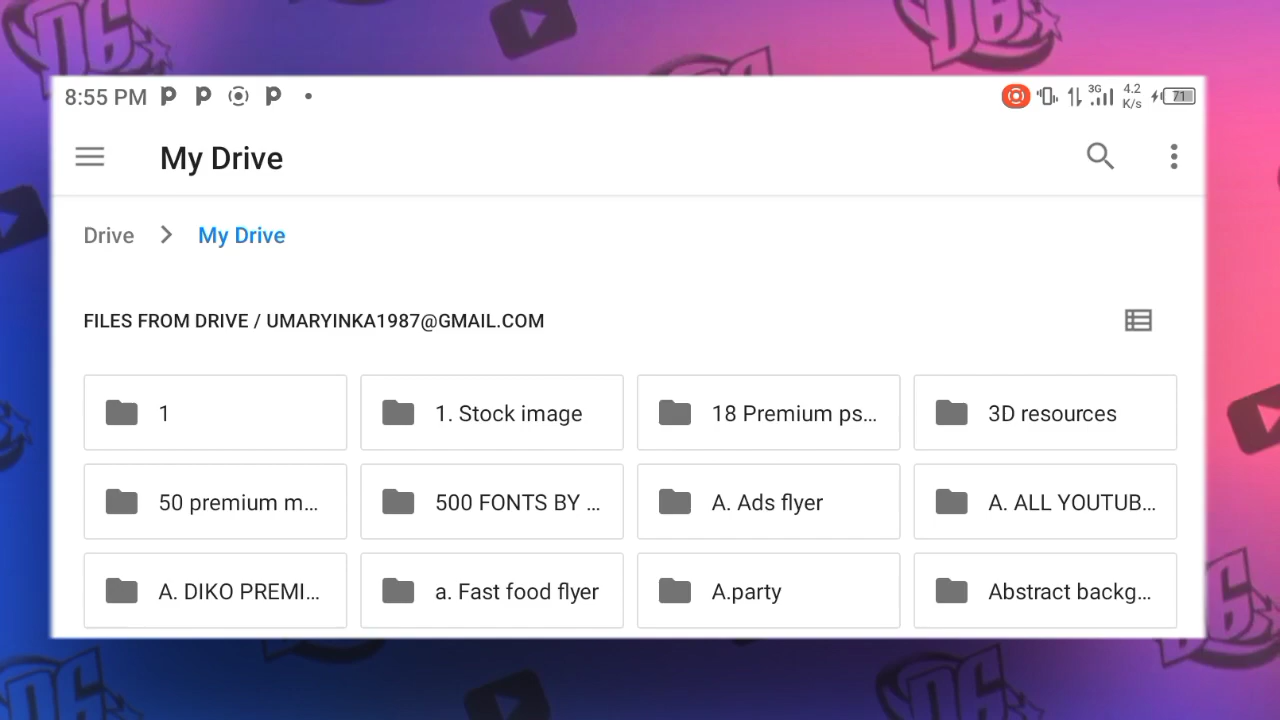 8:55 PM
3G 4.2 K/s 71
My Drive
Drive > My Drive
FILES FROM DRIVE / UMARYINKA1987@GMAIL.COM
1
1. Stock image
18 Premium ps...
3D resources
50 premium m...
500 FONTS BY ...
A. Ads flyer
A. ALL YOUTUB...
A. DIKO PREMI...
a. Fast food flyer
A.party
Abstract backg...